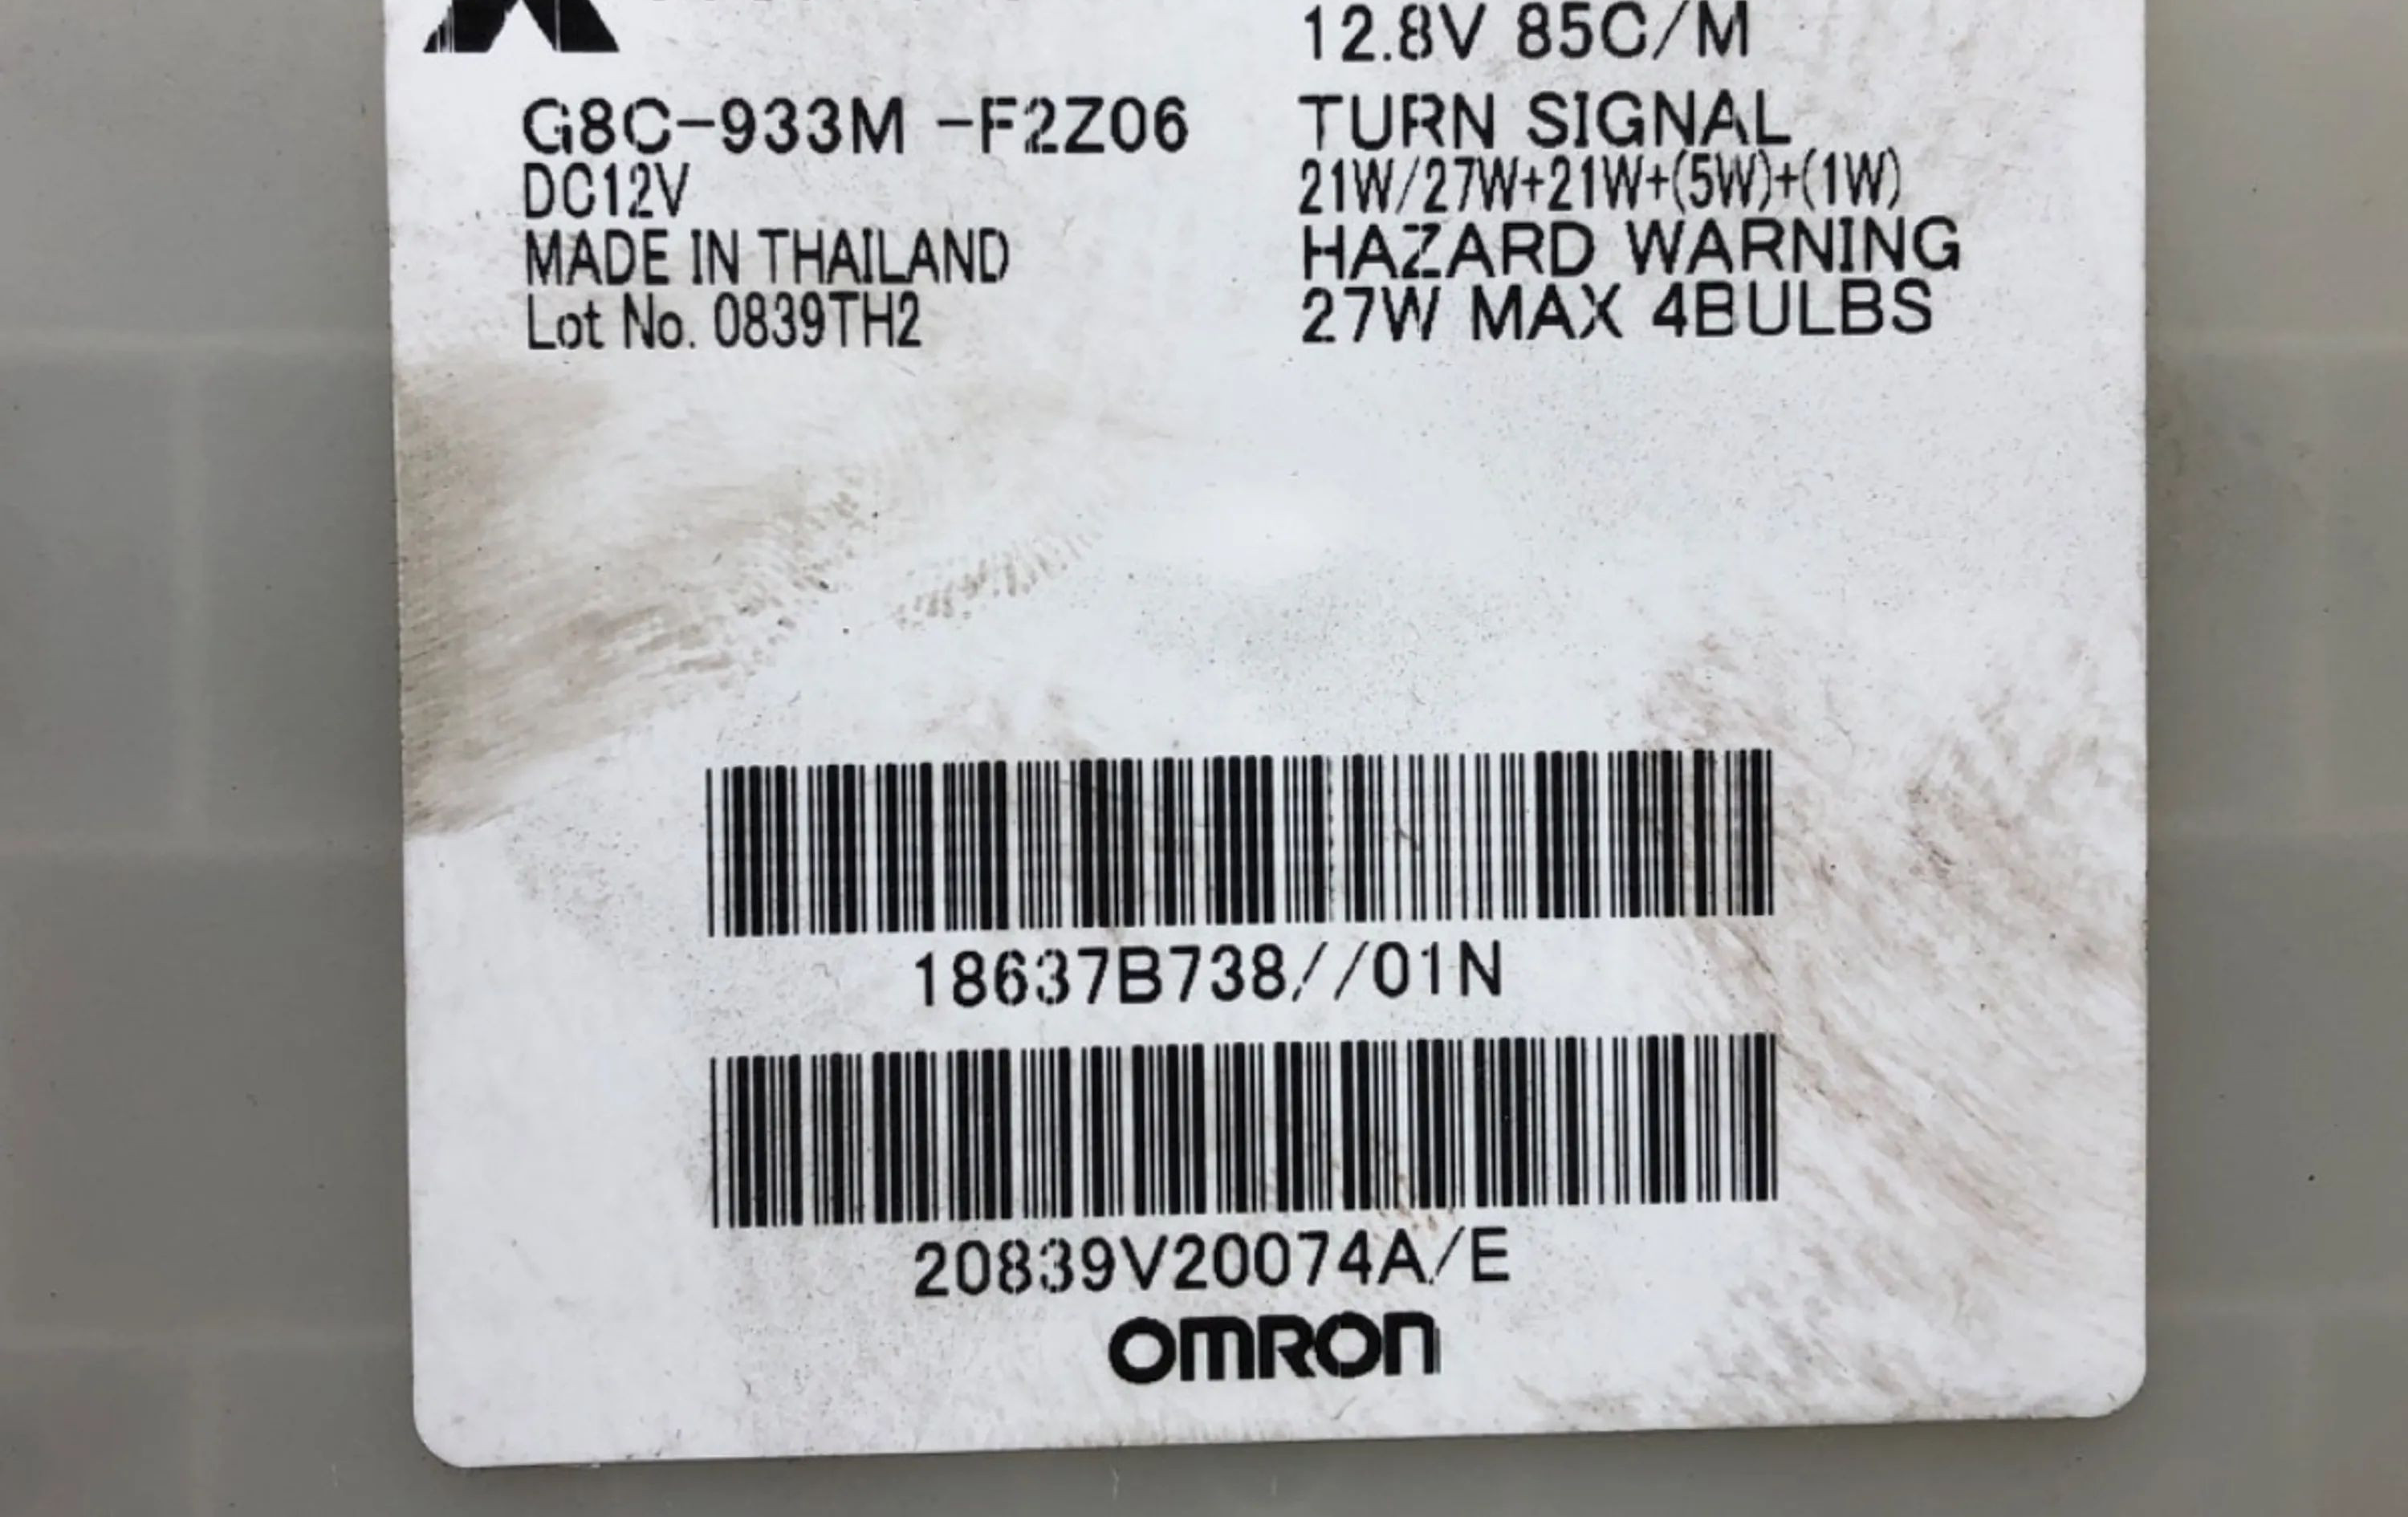 12.8V 85C/M
G8C-933M -F2Z06
DC12V
MADE IN THAILAND
Lot No. 0839TH2
TURN SIGNAL
21W/27W+21W+(5W)+(1W)
HAZARD WARNING
27W MAX 4BULBS
18637B738//01N
20839V20074A/E
OMRON